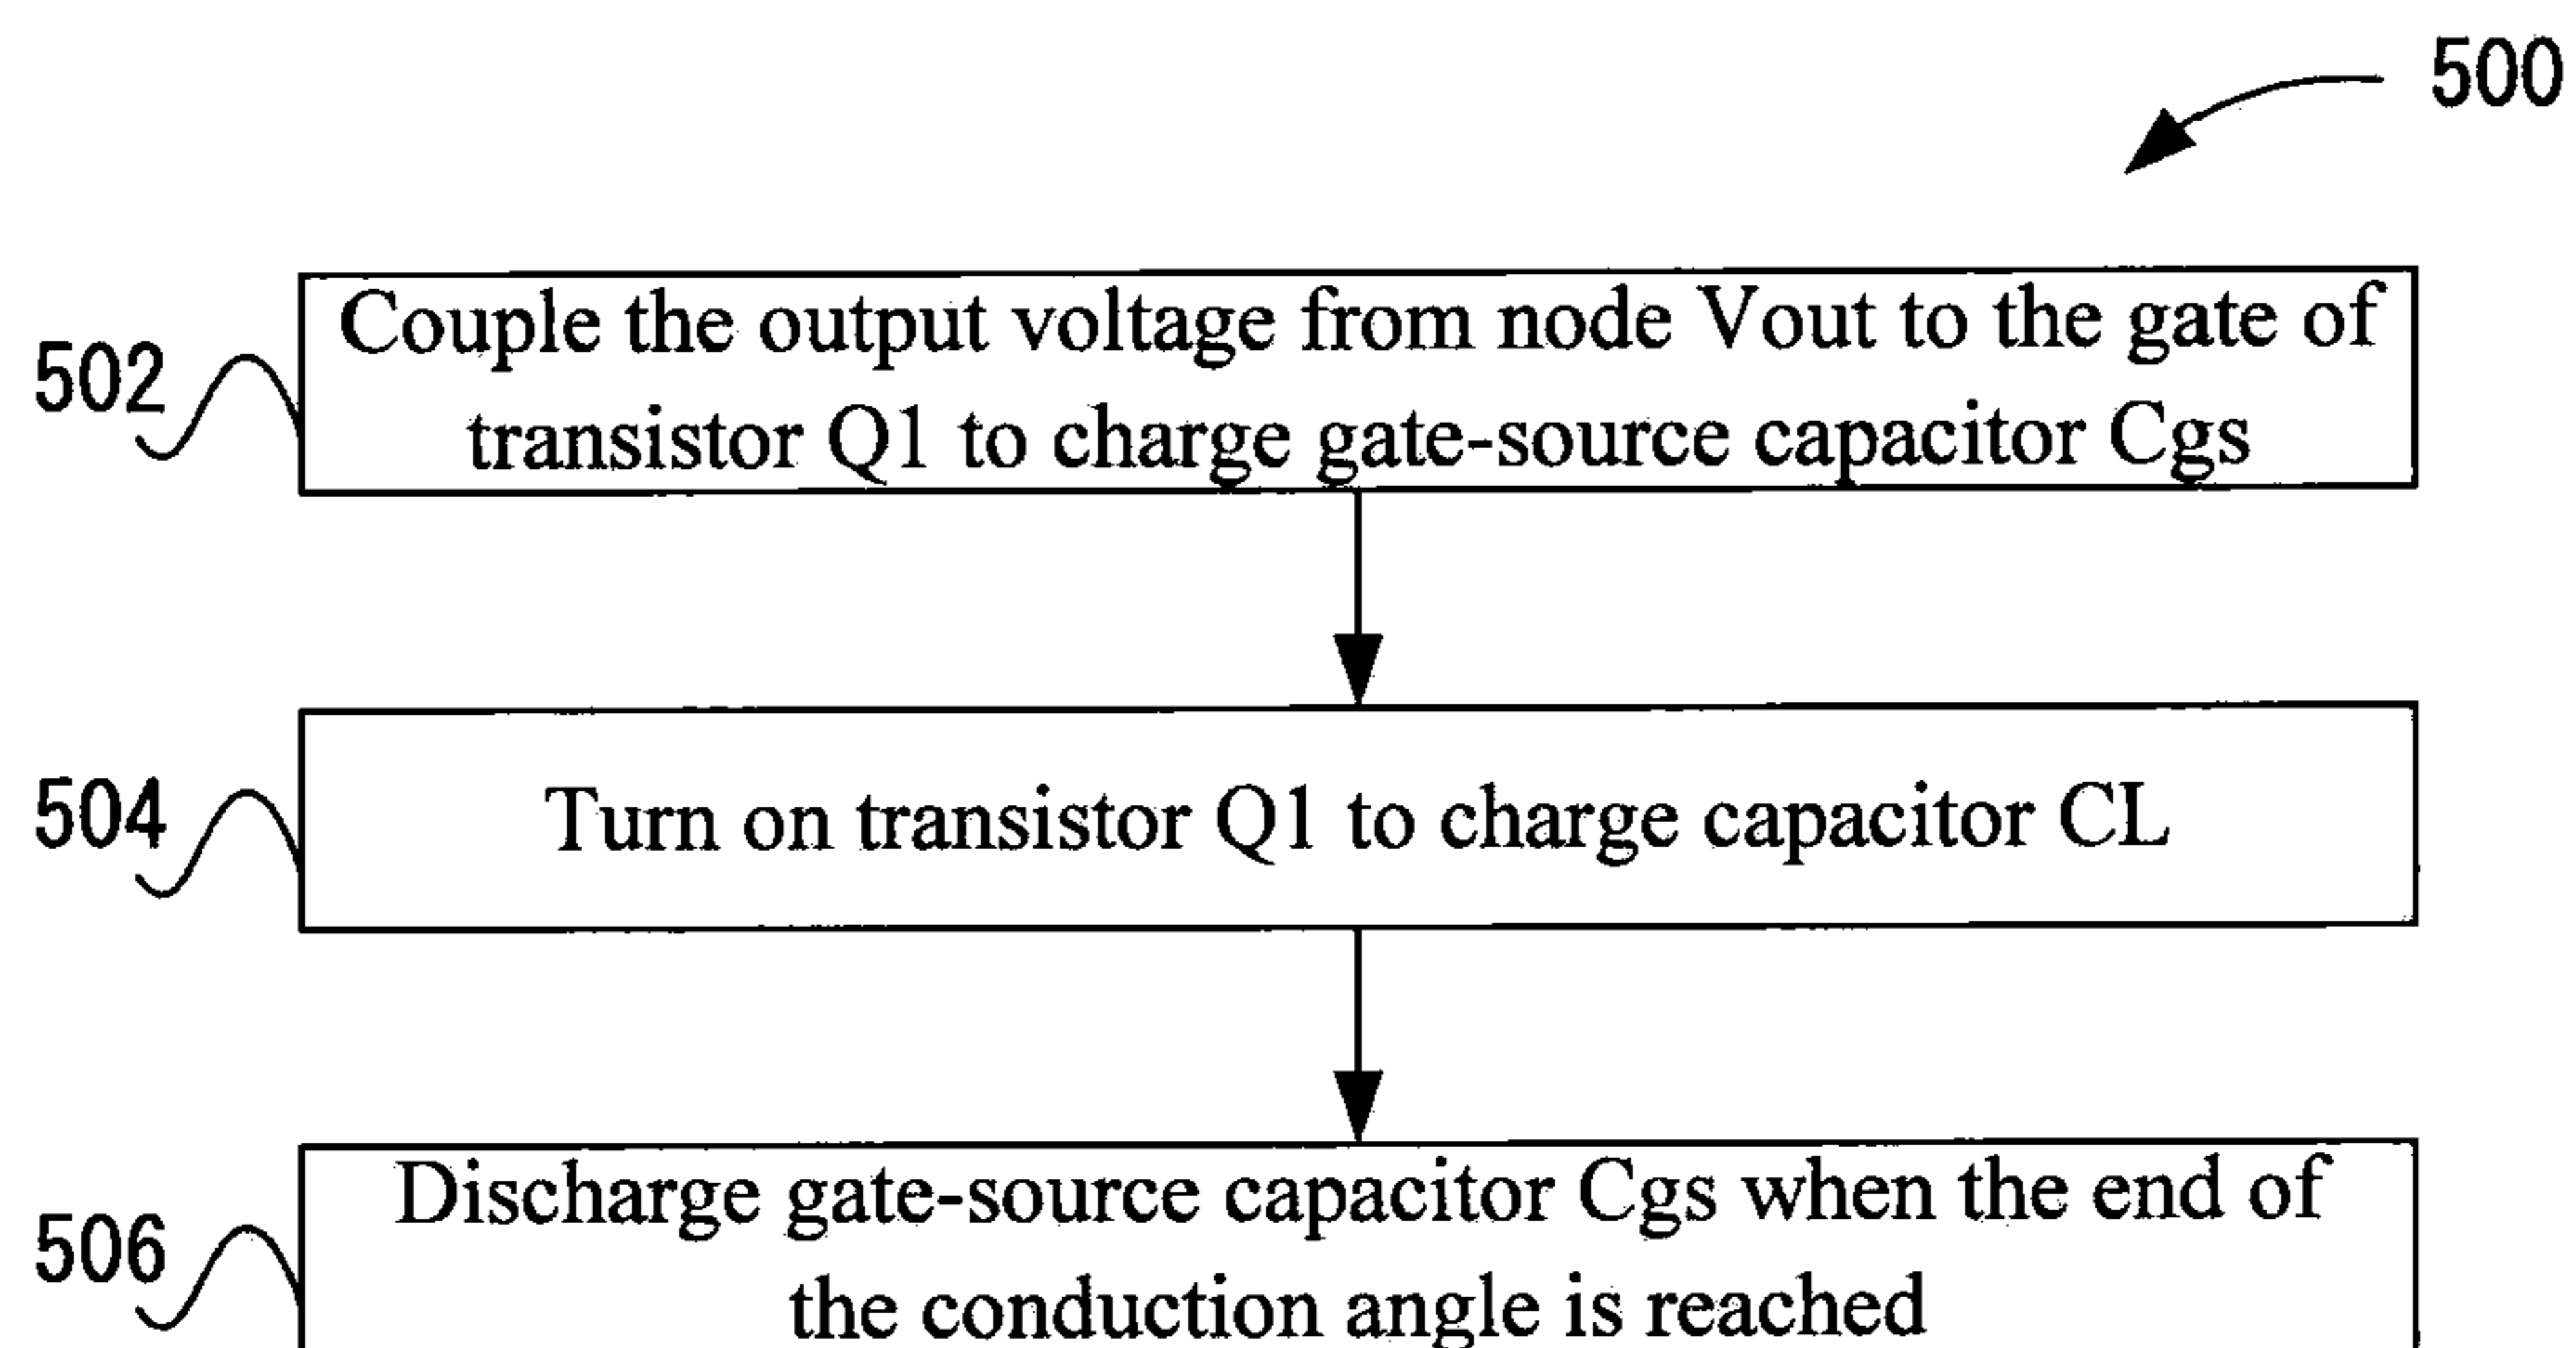 500
502
Couple the output voltage from node Vout to the gate of
transistor Q1 to charge gate-source capacitor Cgs
504
Turn on transistor Q1 to charge capacitor CL
506
Discharge gate-source capacitor Cgs when the end of
the conduction angle is reached